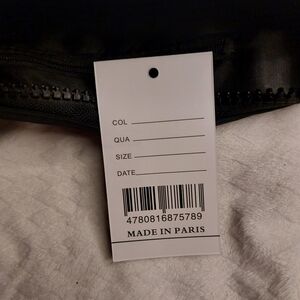 COL
QUA
SIZE
DATE
4780816875789
MADE IN PARIS